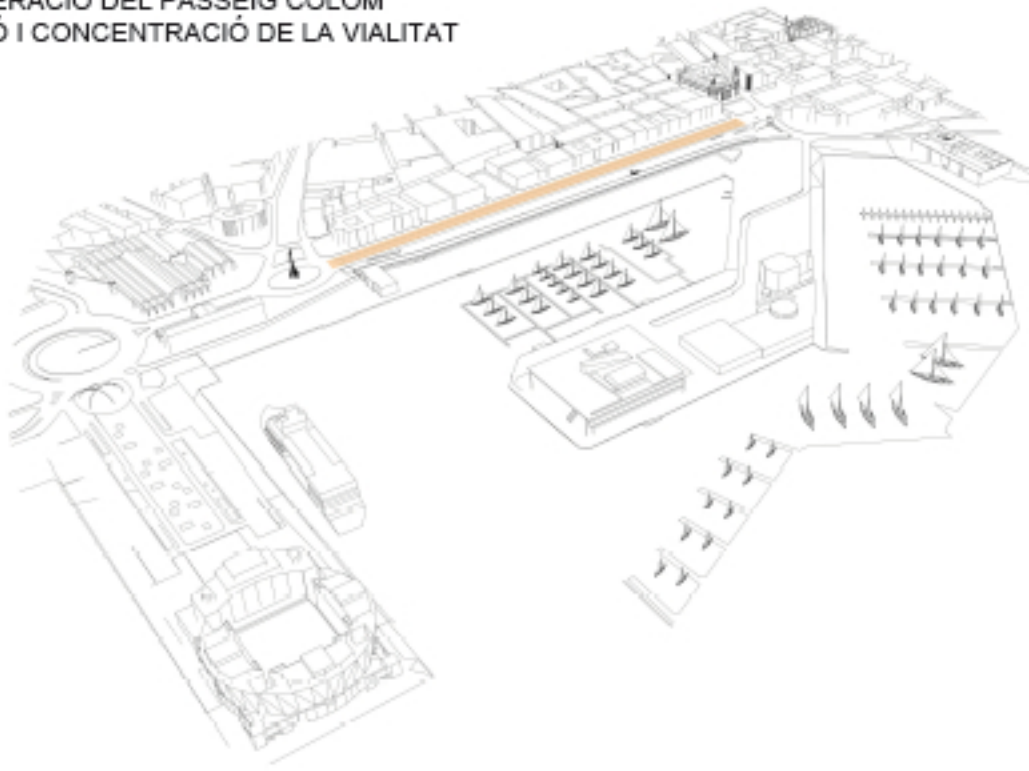 ERACIÓ DEL PASSEIG COLOM
Ó I CONCENTRACIÓ DE LA VIALITAT